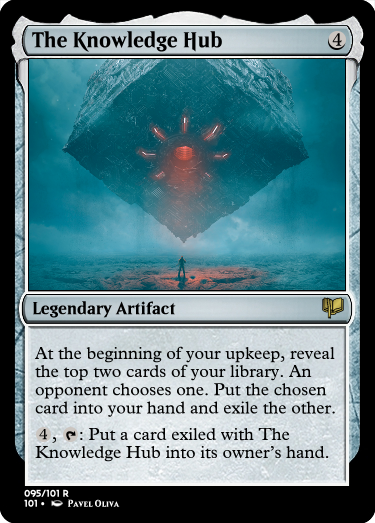 The Knowledge Hub 4
Legendary Artifact
At the beginning of your upkeep, reveal
the top two cards of your library. An
opponent chooses one. Put the chosen
card into your hand and exile the other.
4, : Put a card exiled with The
Knowledge Hub into its owner's hand.
095/101 R
101 • Pavel Oliva